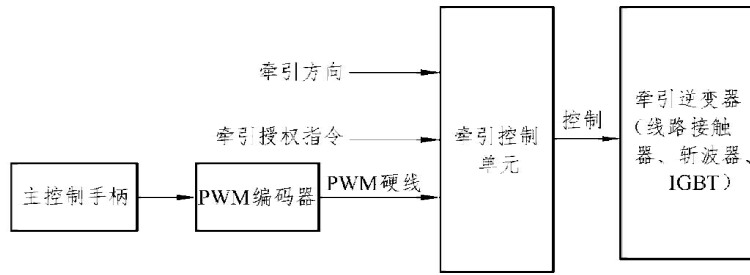 牵引方向
牵引授权指令
主控制手柄
PWM编码器
PWM硬线
牵引控制
单元
控制
牵引逆变器
（线路接触
器、斩波器、
IGBT）